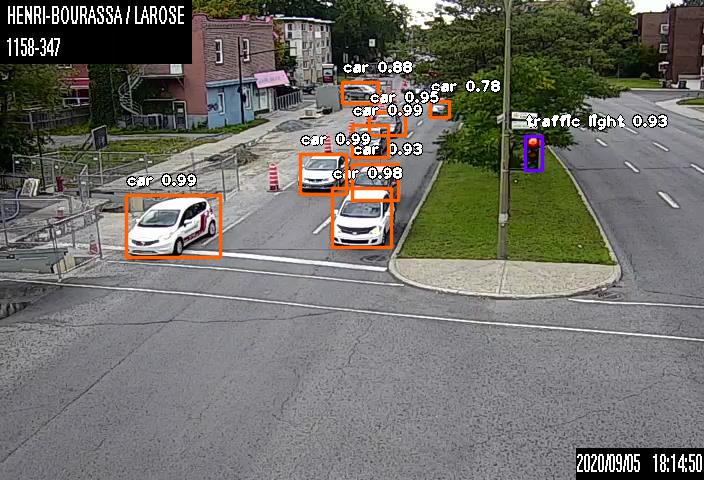 HENRI-BOURASSA / LAROSE
1158-347
car 0.88
car 0.78
car 0.95
car 0.99
traffic light 0.93
car 0.99
car 0.93
car 0.98
car 0.99
2020/09/05 18:14:50